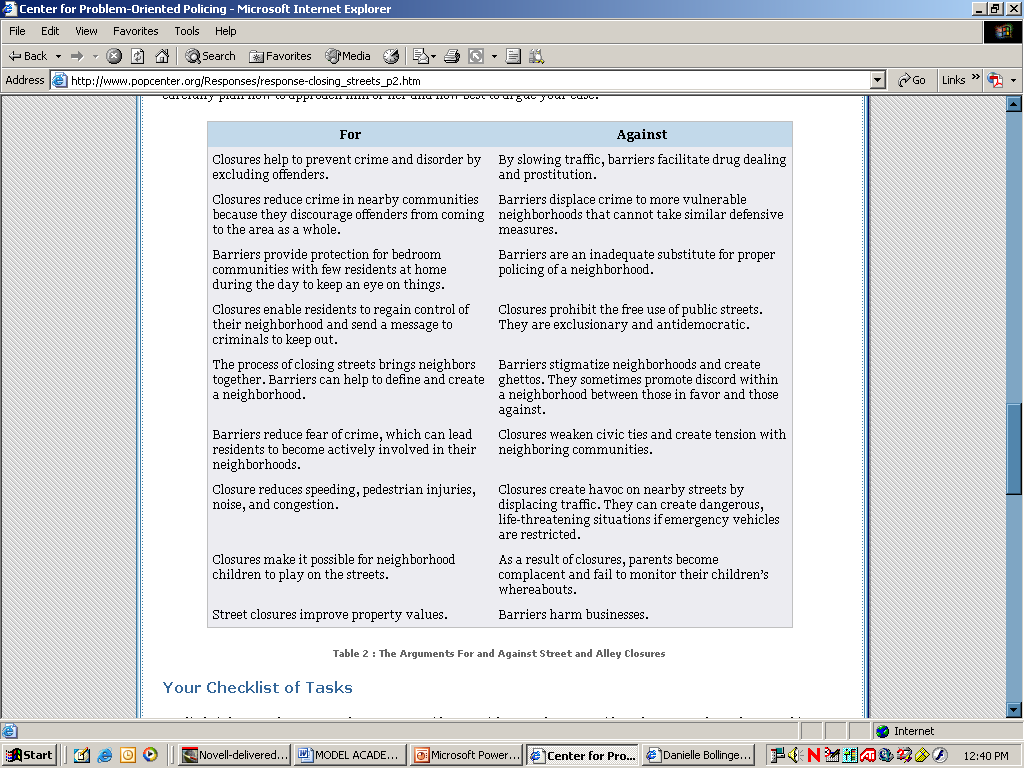 Center for Problem-Oriented Policing - Microsoft Internet Explorer
File Edit View Favorites Tools Help
Back Search Favorites Media
Address http://www.popcenter.org/Responses/response-closing_streets_p2.htm Go Links »
carefully plan how to approach him or her and how best to argue your case.
For Against
Closures help to prevent crime and disorder by
excluding offenders.
By slowing traffic, barriers facilitate drug dealing
and prostitution.
Closures reduce crime in nearby communities
because they discourage offenders from coming
to the area as a whole.
Barriers displace crime to more vulnerable
neighborhoods that cannot take similar defensive
measures.
Barriers provide protection for bedroom
communities with few residents at home
during the day to keep an eye on things.
Barriers are an inadequate substitute for proper
policing of a neighborhood.
Closures enable residents to regain control of
their neighborhood and send a message to
criminals to keep out.
Closures prohibit the free use of public streets.
They are exclusionary and antidemocratic.
The process of closing streets brings neighbors
together. Barriers can help to define and create
a neighborhood.
Barriers stigmatize neighborhoods and create
ghettos. They sometimes promote discord within
a neighborhood between those in favor and those
against.
Barriers reduce fear of crime, which can lead
residents to become actively involved in their
neighborhoods.
Closures weaken civic ties and create tension with
neighboring communities.
Closure reduces speeding, pedestrian injuries,
noise, and congestion.
Closures create havoc on nearby streets by
displacing traffic. They can create dangerous,
life-threatening situations if emergency vehicles
are restricted.
Closures make it possible for neighborhood
children to play on the streets.
As a result of closures, parents become
complacent and fail to monitor their children's
whereabouts.
Street closures improve property values.
Barriers harm businesses.
Table 2 : The Arguments For and Against Street and Alley Closures
Your Checklist of Tasks
Internet
Start Novell-delivered... MODEL ACADE... Microsoft Power... Center for Pro... Danielle Bollinge... 12:40 PM